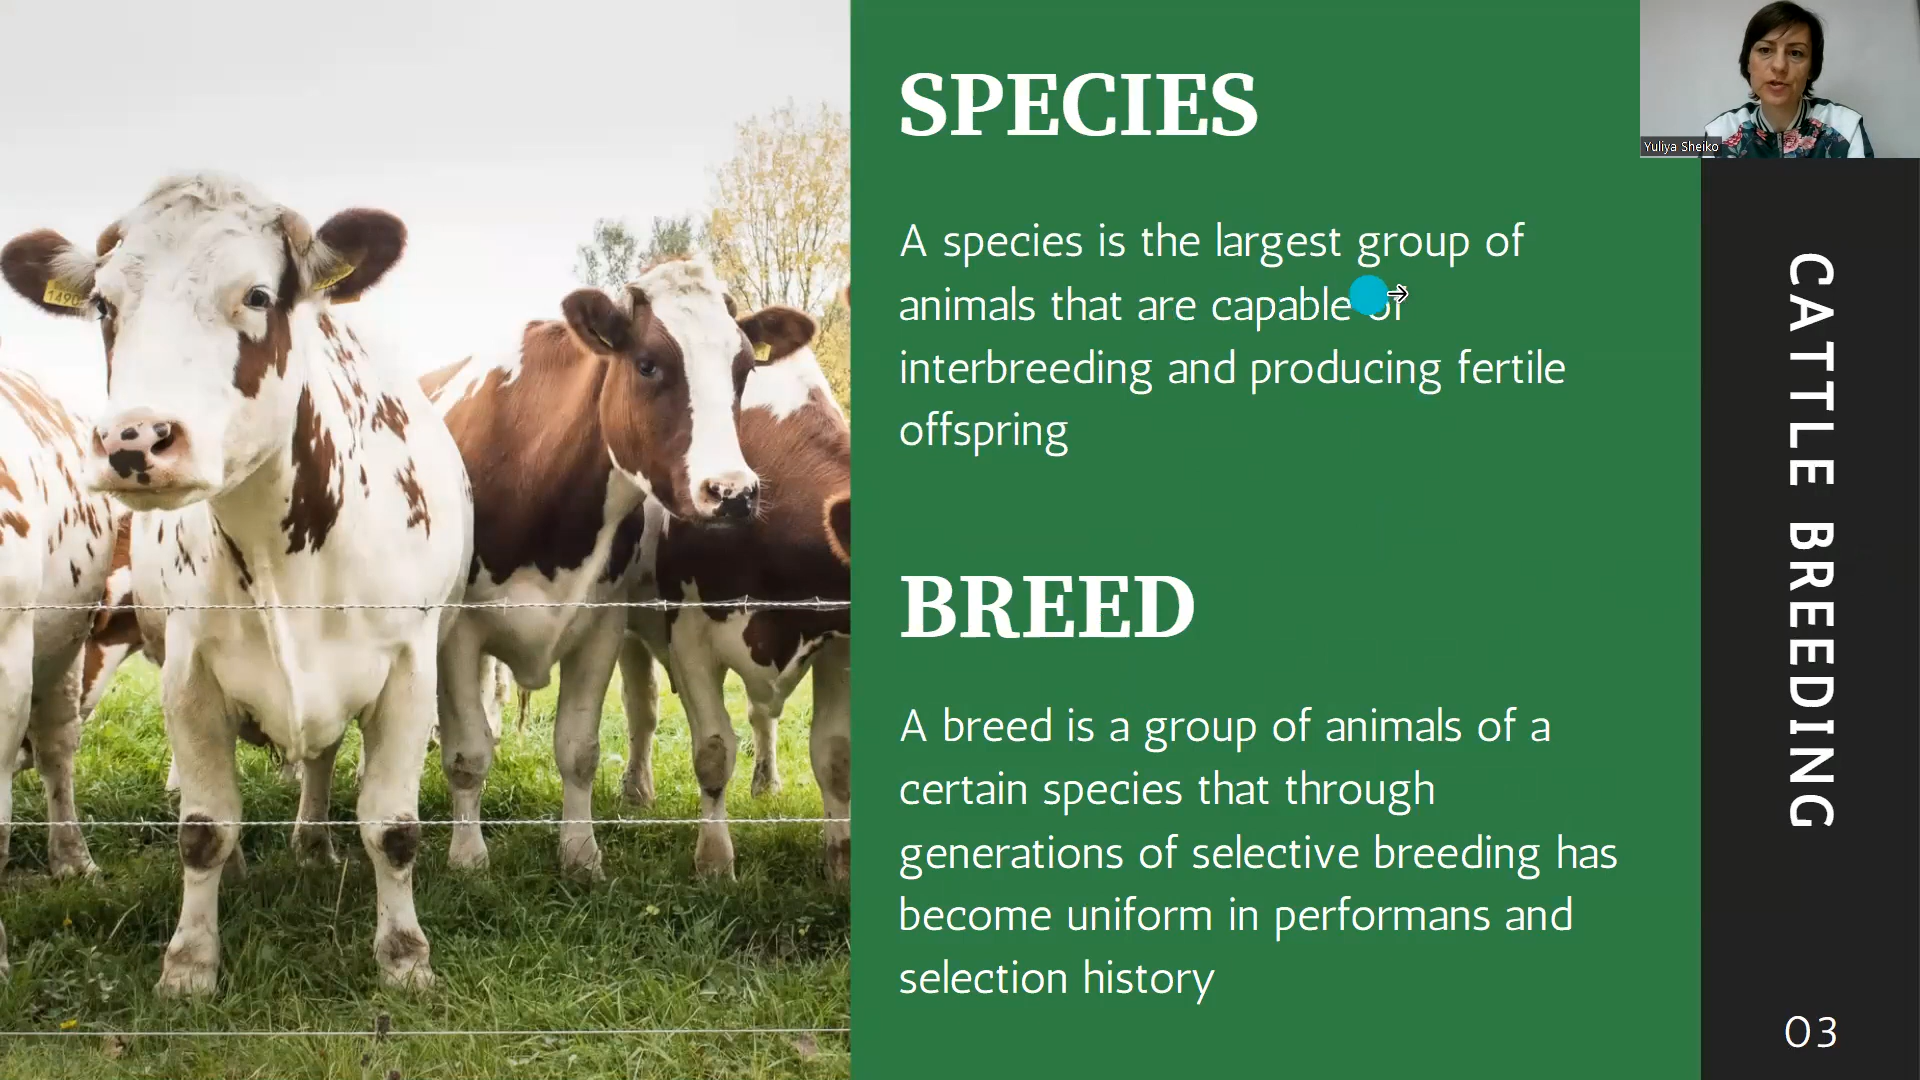 SPECIES
A species is the largest group of
animals that are capable of
interbreeding and producing fertile
offspring
BREED
A breed is a group of animals of a
certain species that through
generations of selective breeding has
become uniform in performans and
selection history
Yuliya Sheiko
CATTLE BREEDING
03
1490